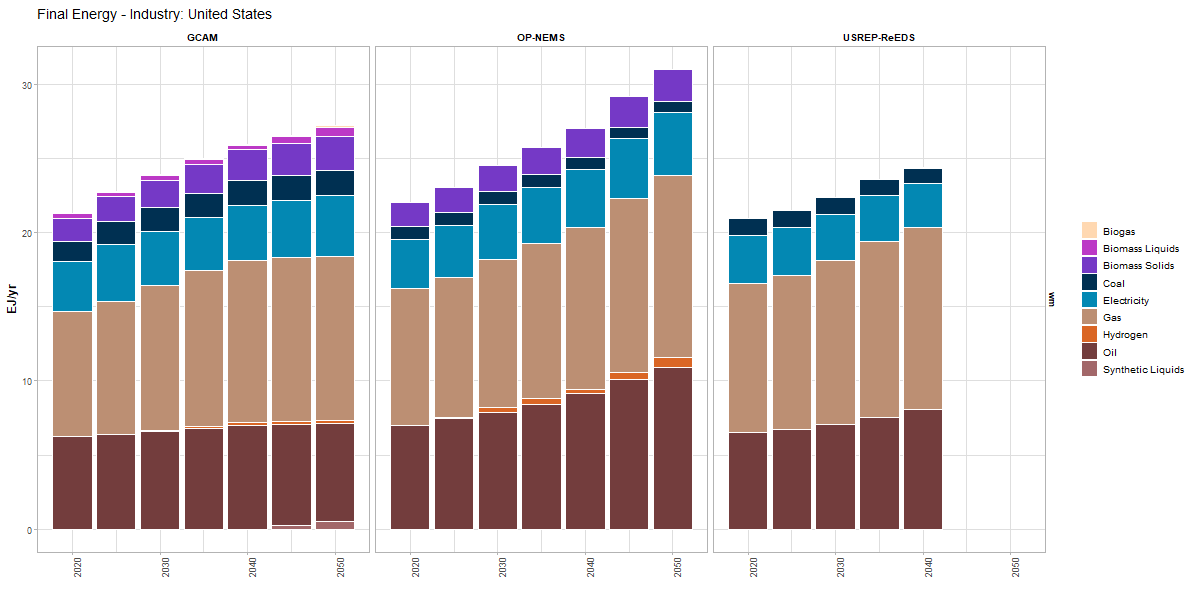 Final Energy - Industry: United States
GCAM
OP-NEMS
USREP-ReEDS
EJ/yr
30
20
10
0
2020
2030
2040
2050
2020
2030
2040
2050
2020
2030
2040
2050
wm
Biogas
Biomass Liquids
Biomass Solids
Coal
Electricity
Gas
Hydrogen
Oil
Synthetic Liquids